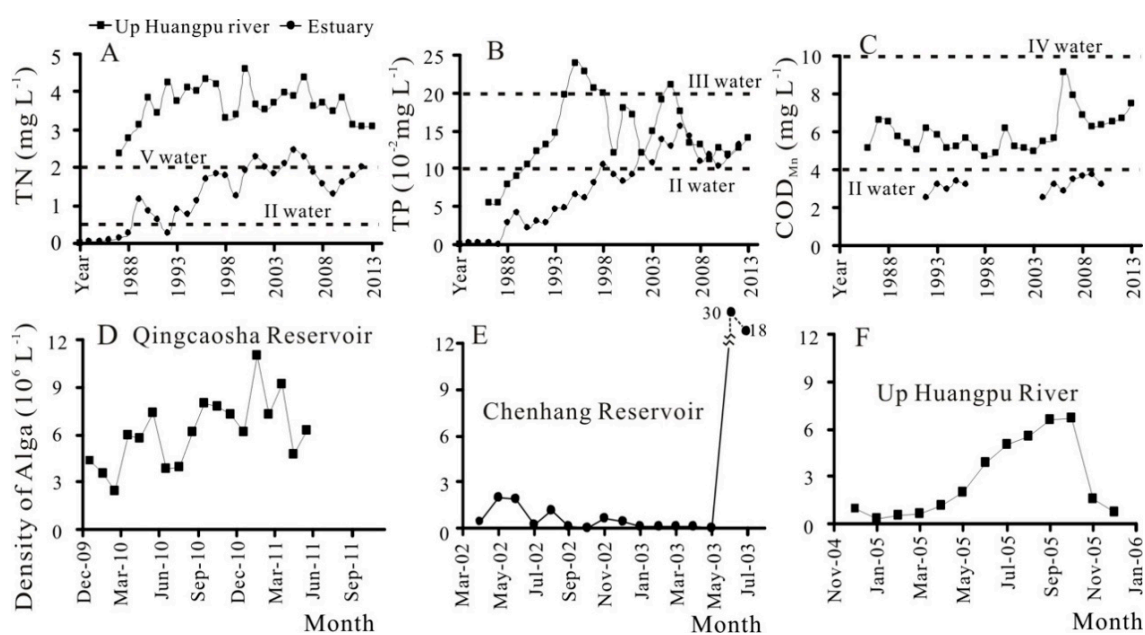 Up Huangpu river Estuary
A
TN (mg L⁻¹)
5
4
3
2
1
0
V water
II water
Year
1988
1993
1998
2003
2008
2013
B
TP (10⁻² mg L⁻¹)
25
20
15
10
5
0
III water
II water
Year
1988
1993
1998
2003
2008
2013
C
COD Mn (mg L⁻¹)
10
8
6
4
2
0
IV water
II water
Year
1988
1993
1998
2003
2008
2013
D Qingcaosha Reservoir
Density of Alga (10⁶ L⁻¹)
12
9
6
3
0
Dec-09
Mar-10
Jun-10
Sep-10
Dec-10
Mar-11
Jun-11
Sep-11
Month
E
30
18
Chenhang Reservoir
12
9
6
3
0
Mar-02
May-02
Jul-02
Sep-02
Nov-02
Jan-03
Mar-03
May-03
Jul-03
Month
F
Up Huangpu River
12
9
6
3
0
Nov-04
Jan-05
Mar-05
May-05
Jul-05
Sep-05
Nov-05
Jan-06
Month